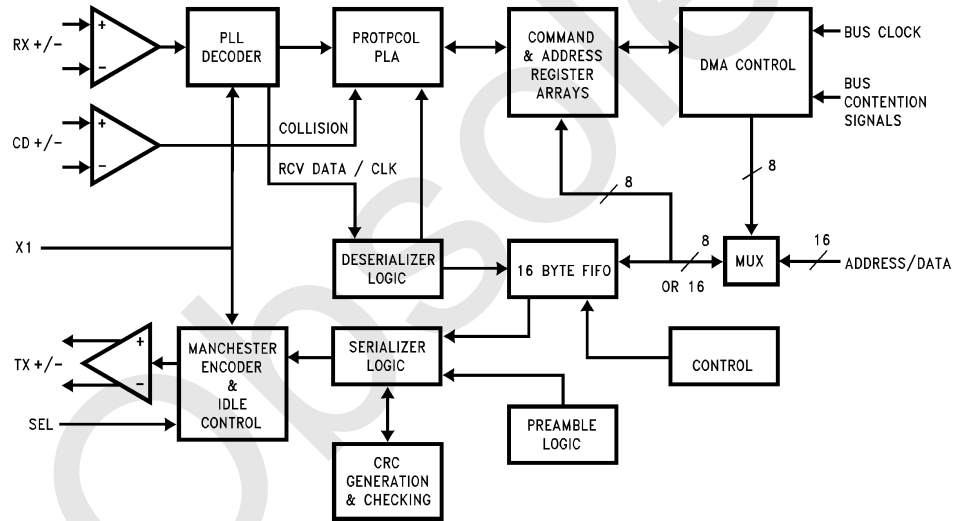 RX +/-
+
−
PLL
DECODER
PROTPCOL
PLA
COMMAND
& ADDRESS
REGISTER
ARRAYS
DMA CONTROL
BUS CLOCK
BUS
CONTENTION
SIGNALS
CD +/-
+
−
COLLISION
RCV DATA / CLK
8
8
X1
DESERIALIZER
LOGIC
16 BYTE FIFO
8
OR 16
MUX
16
ADDRESS/DATA
TX +/-
+
−
MANCHESTER
ENCODER
&
IDLE
CONTROL
SERIALIZER
LOGIC
CONTROL
SEL
PREAMBLE
LOGIC
CRC
GENERATION
& CHECKING
Obsole